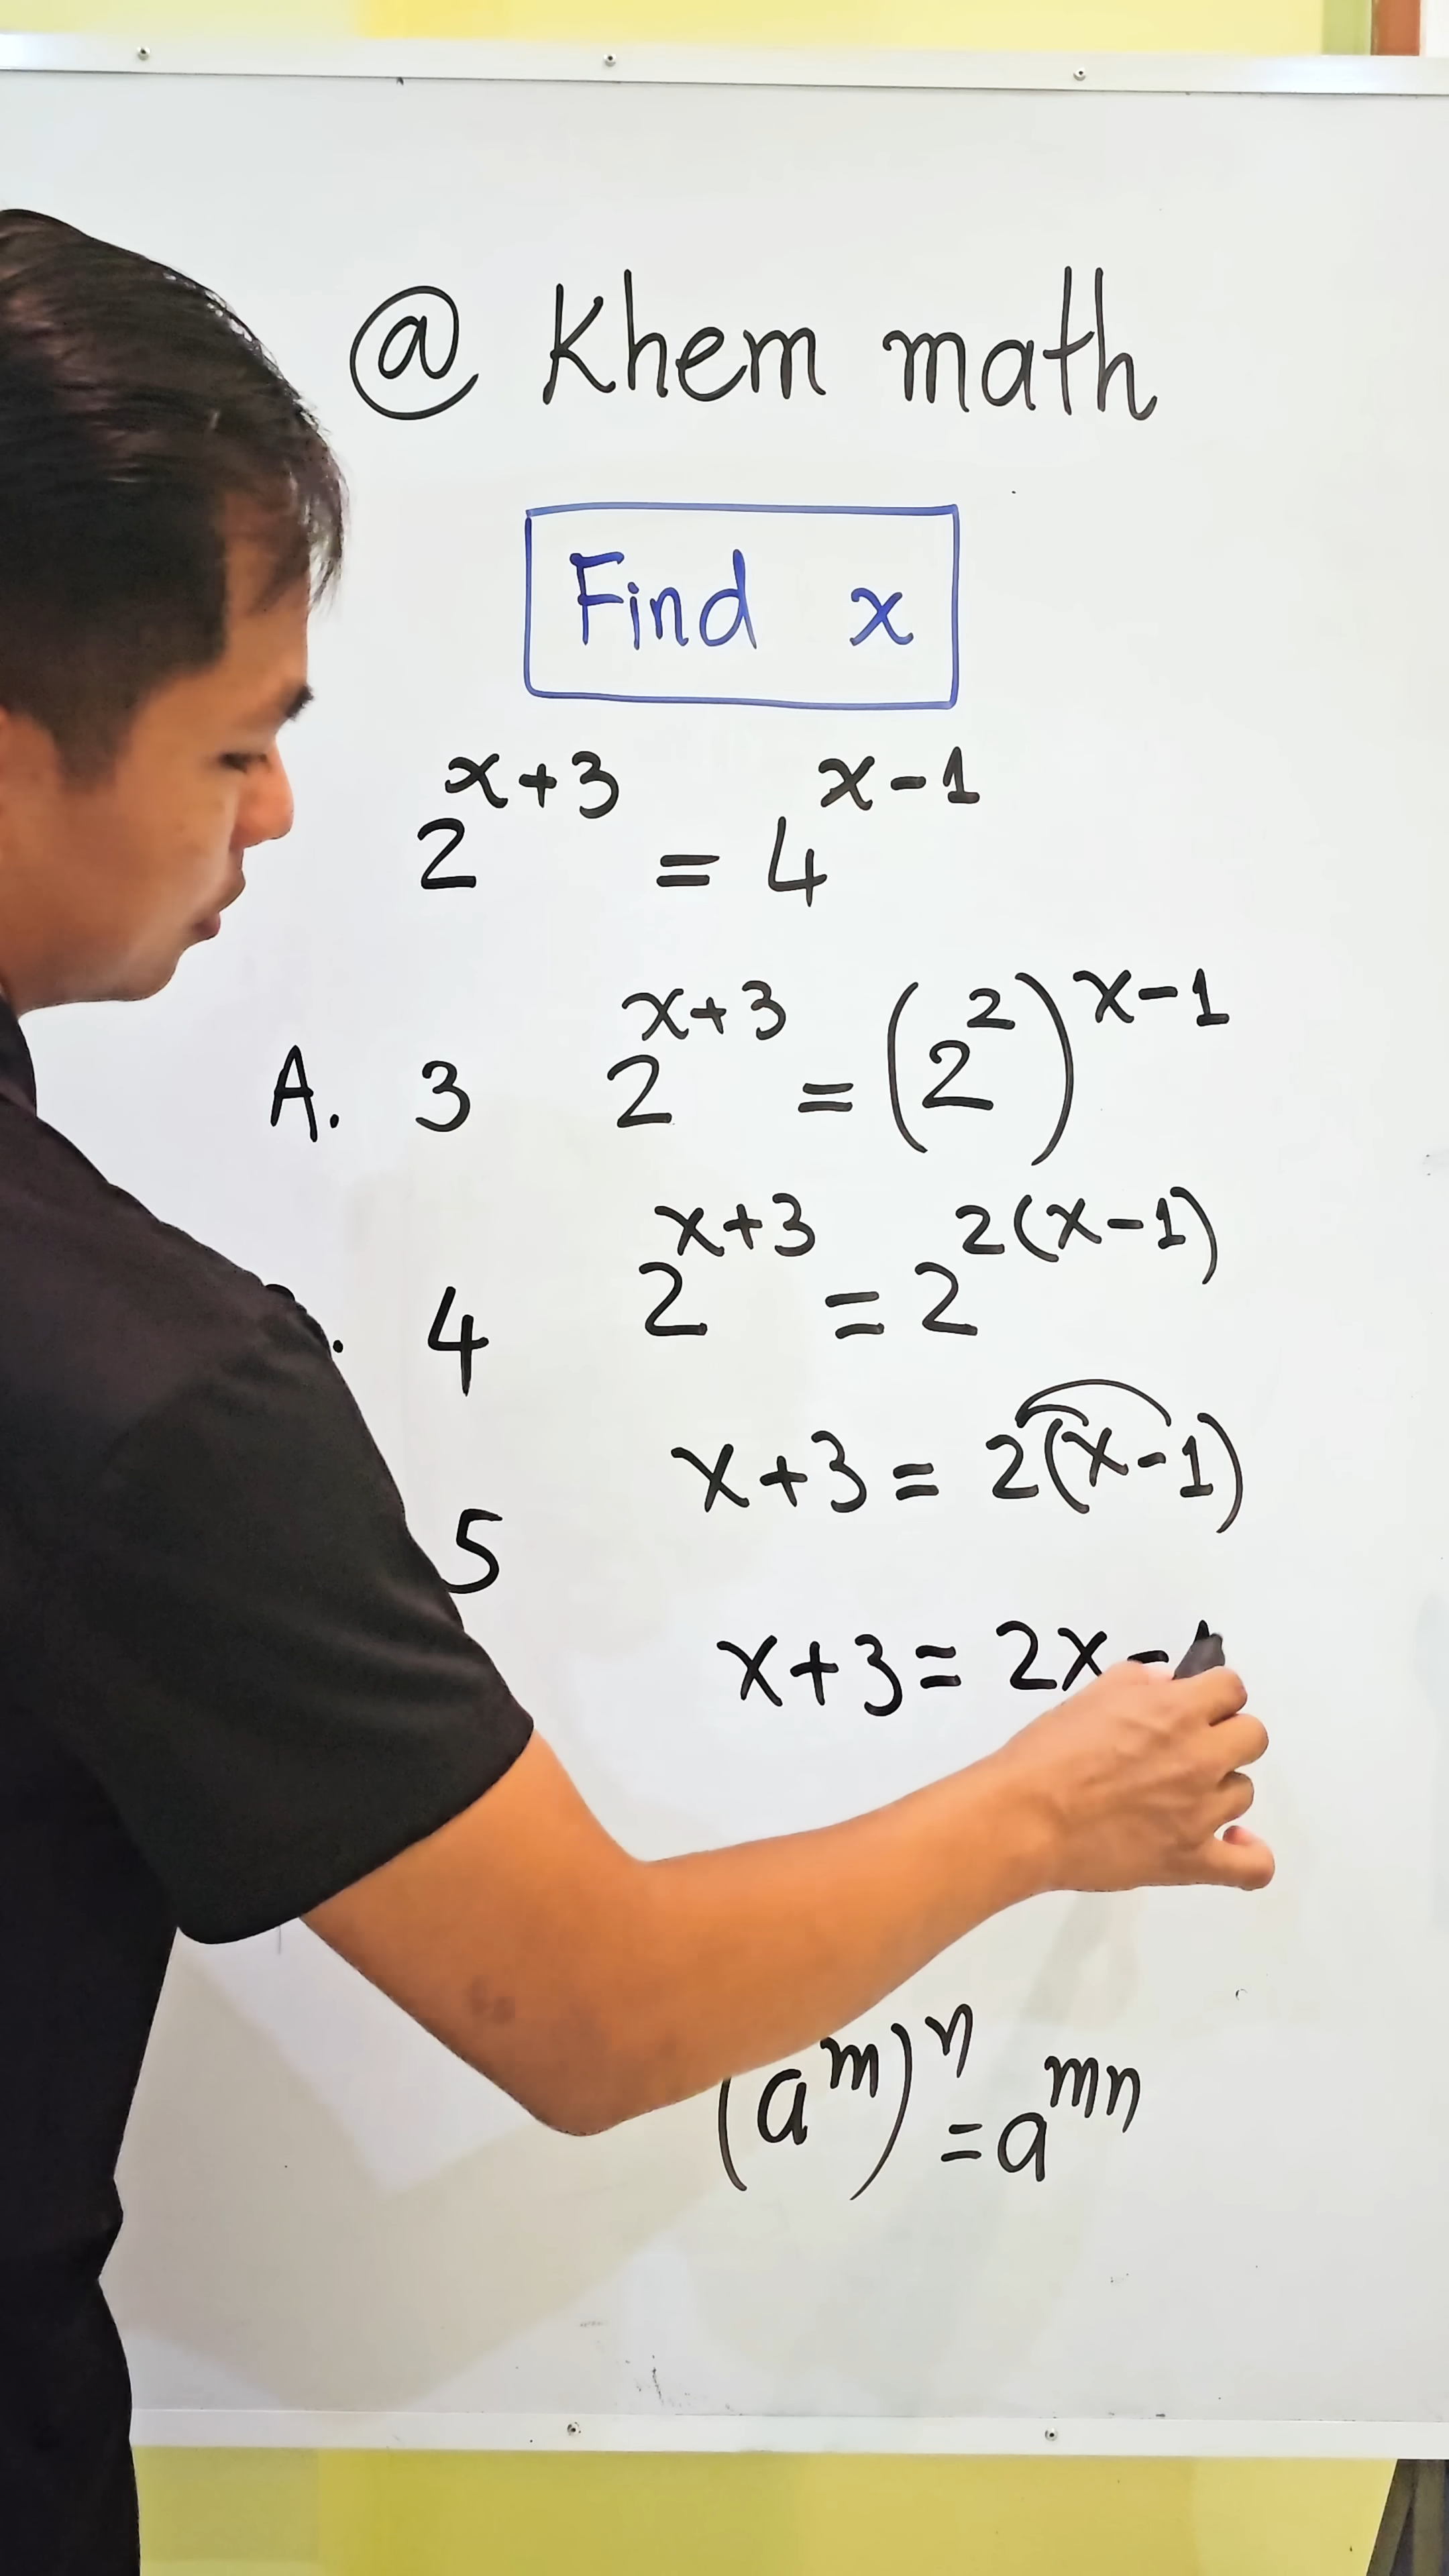 @ Khem math
Find x
2^{x+3} = 4^{x-1}
A. 3
2^{x+3} = (2^2)^{x-1}
. 4
2^{x+3} = 2^{2(x-1)}
5
x+3 = 2(x-1)
x+3 = 2x -
(a^m)^n = a^{mn}